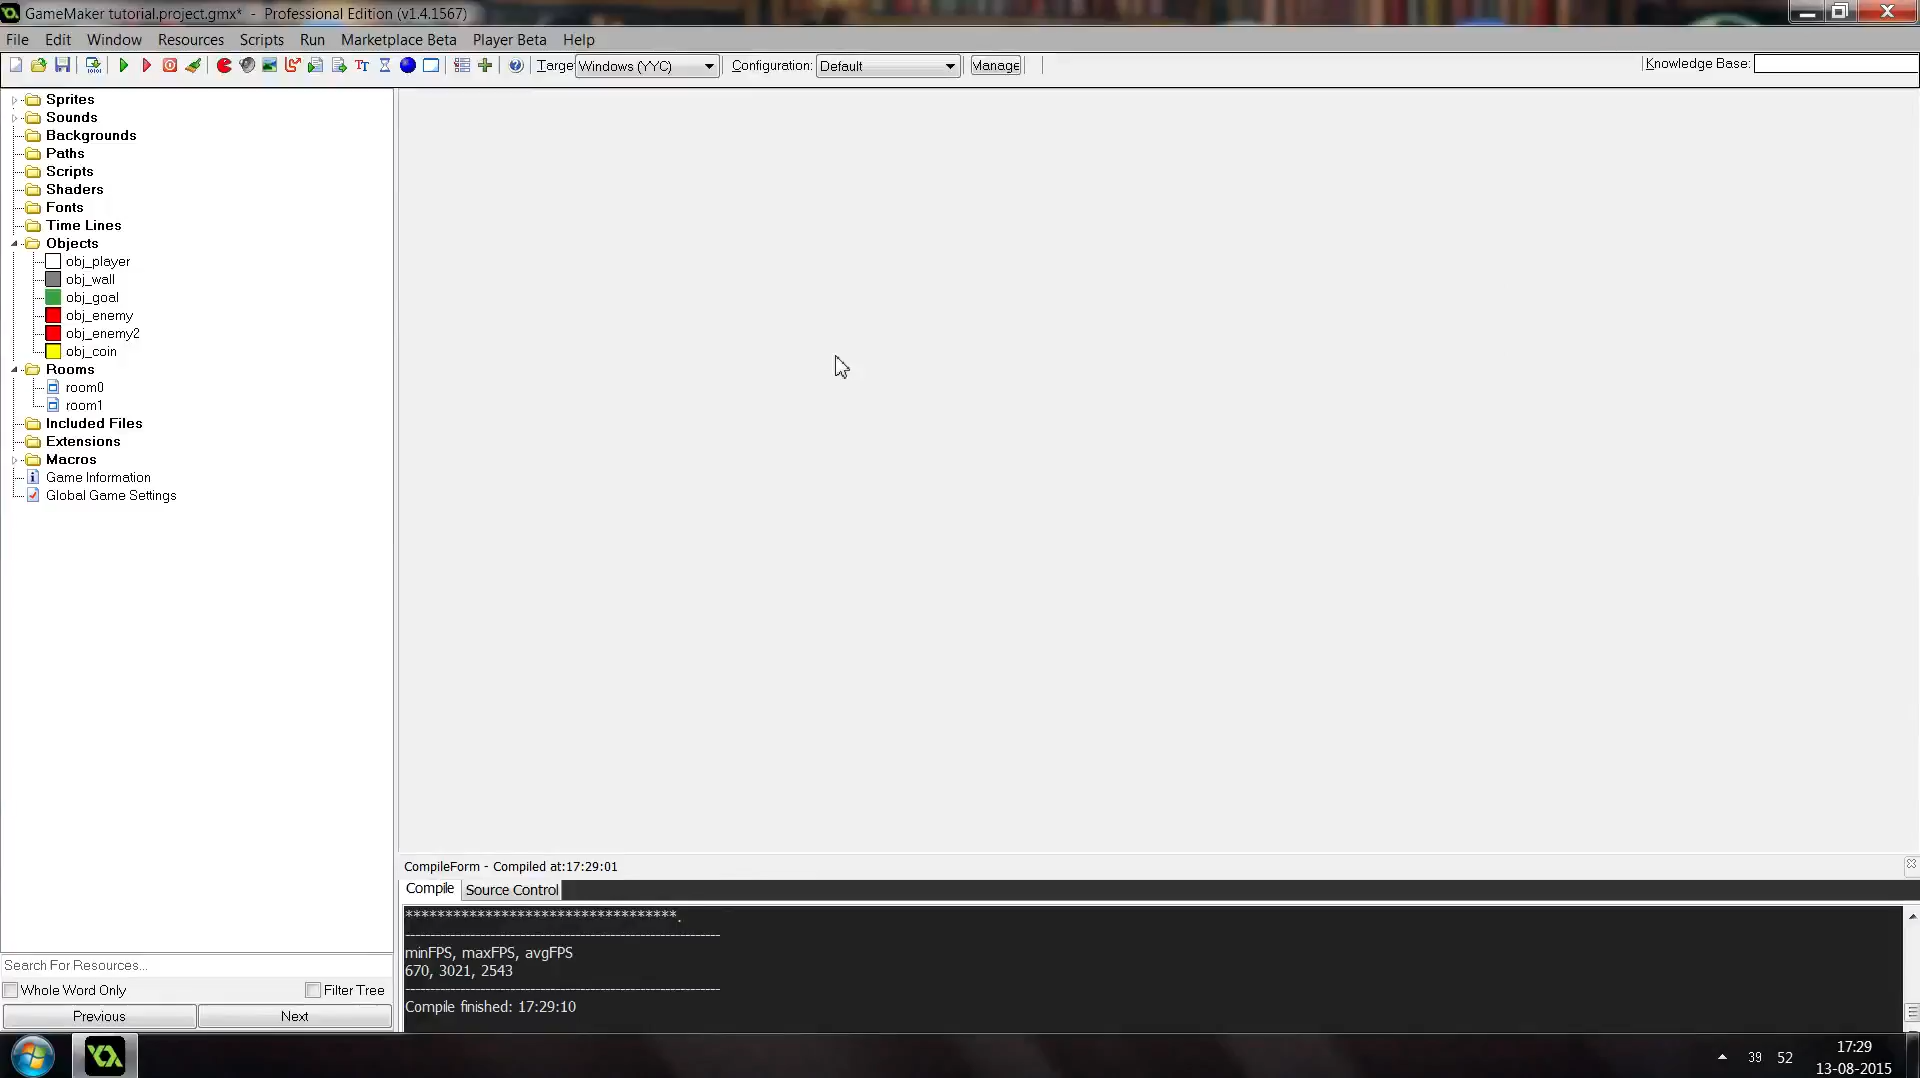 GameMaker tutorial.project.gmx* - Professional Edition (v1.4.1567)
File Edit Window Resources Scripts Run Marketplace Beta Player Beta Help
Target Windows (YYC) Configuration: Default Manage Knowledge Base:
Sprites
Sounds
Backgrounds
Paths
Scripts
Shaders
Fonts
Time Lines
Objects
obj_player
obj_wall
obj_goal
obj_enemy
obj_enemy2
obj_coin
Rooms
room0
room1
Included Files
Extensions
Macros
Game Information
Global Game Settings
Search For Resources...
Whole Word Only Filter Tree
Previous Next
CompileForm - Compiled at:17:29:01
Compile Source Control
**********************************.
------------------------------------------------------------
minFPS, maxFPS, avgFPS
670, 3021, 2543
------------------------------------------------------------
Compile finished: 17:29:10
39 52
17:29
13-08-2015